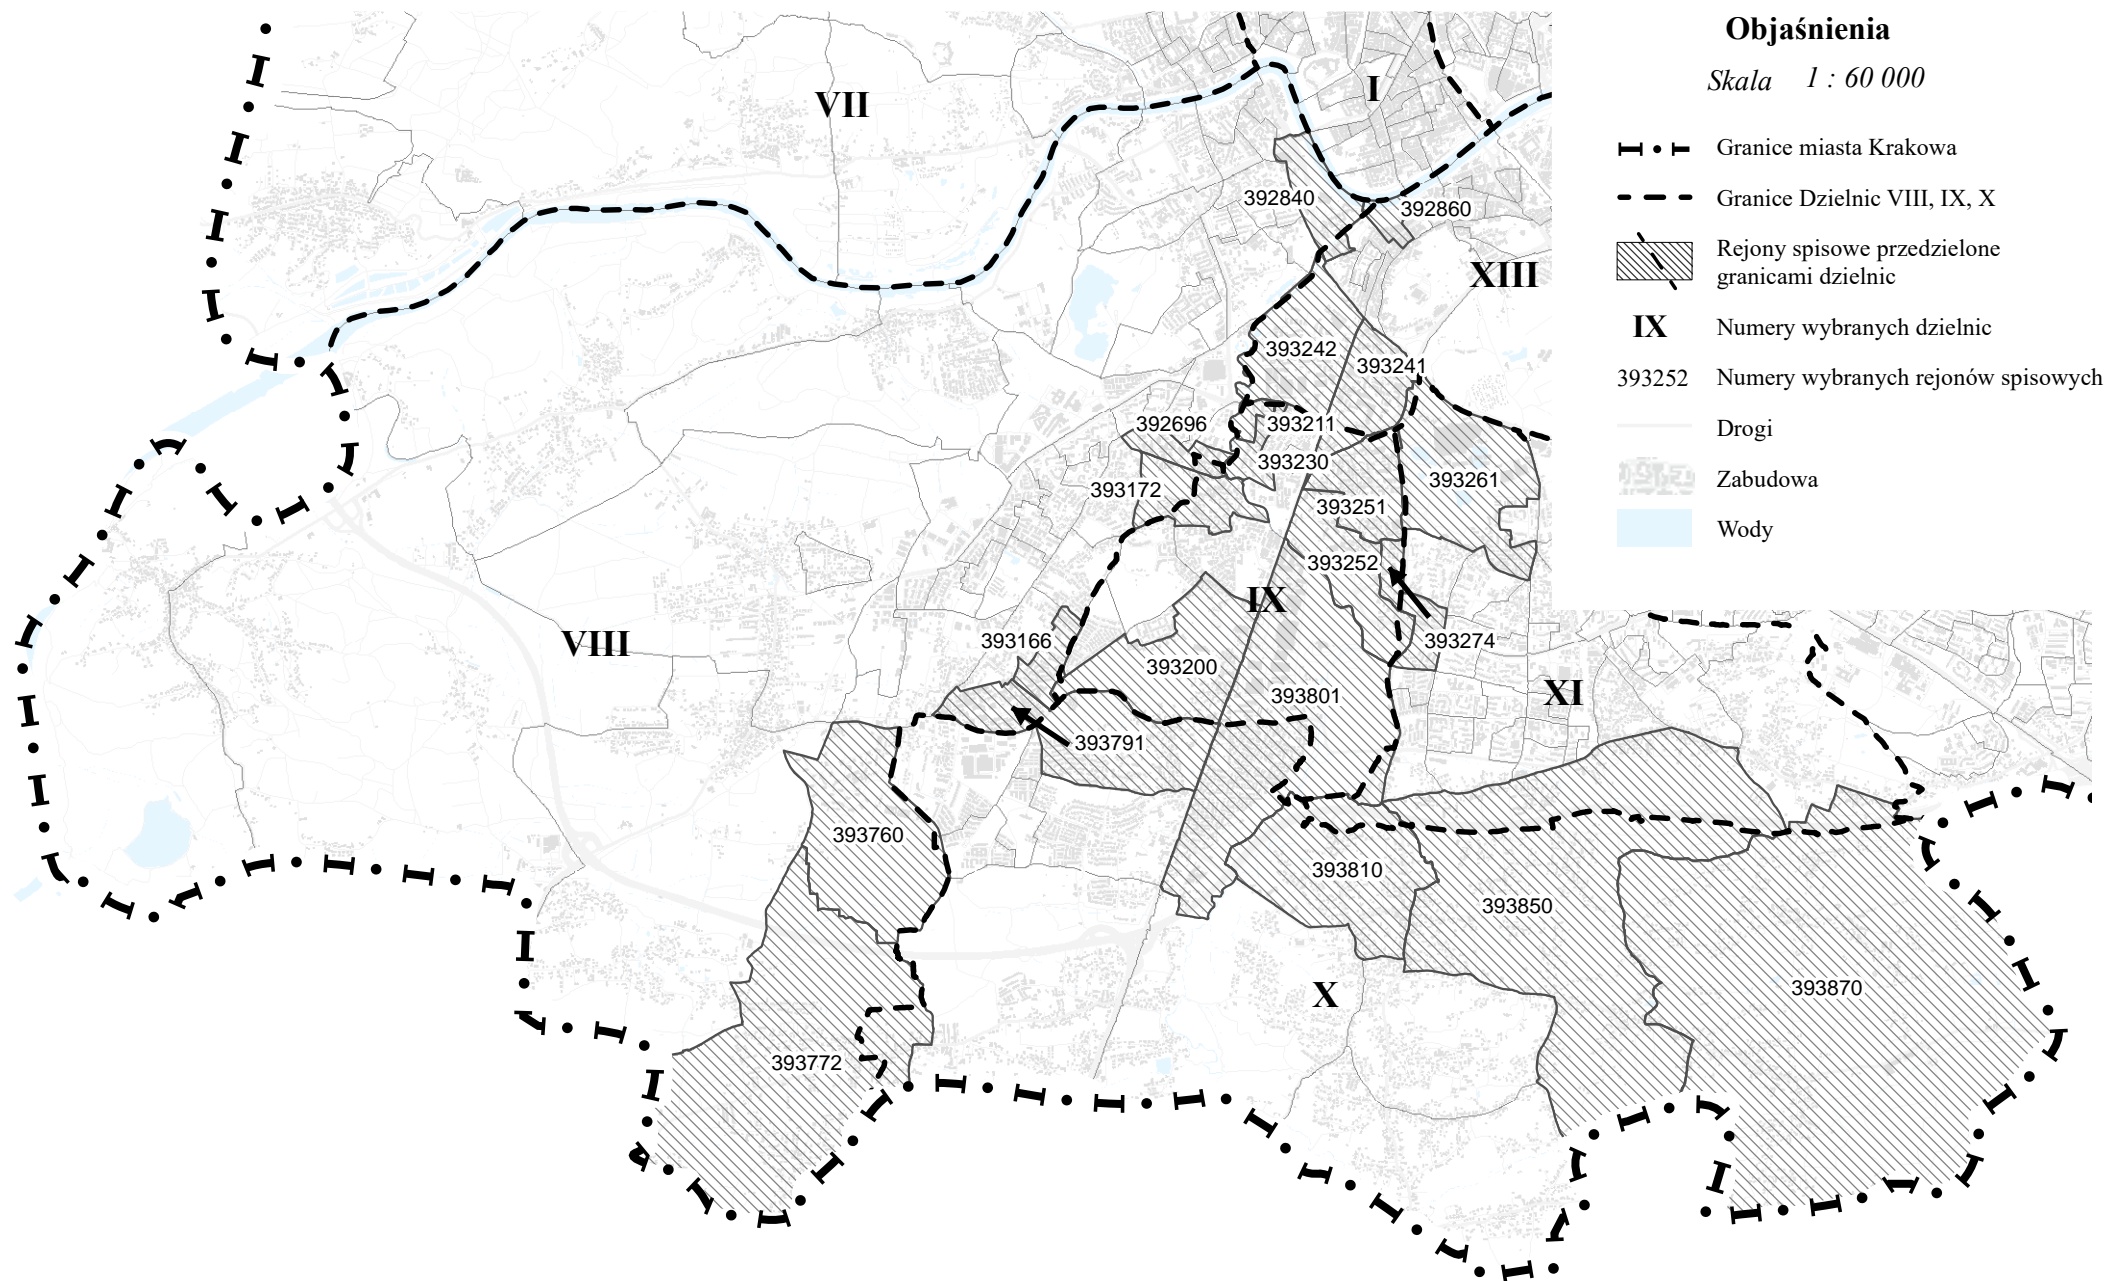 Objaśnienia
Skala 1 : 60 000
Granice miasta Krakowa
Granice Dzielnic VIII, IX, X
Rejony spisowe przedzielone
granicami dzielnic
IX Numery wybranych dzielnic
393252 Numery wybranych rejonów spisowych
Drogi
Zabudowa
Wody
VII
I
392840
392860
XIII
393242
393241
392696
393211
393230
393172
393261
393251
393252
IX
393166
VIII
393274
393200
393801
XI
393791
393760
393810
393850
393870
X
393772